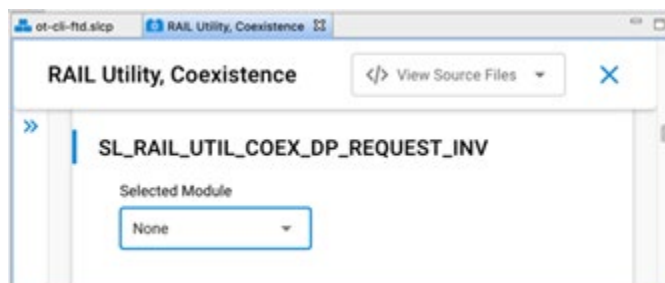 ot-cli-ftd.slcp
RAIL Utility, Coexistence
RAIL Utility, Coexistence
</> View Source Files
SL_RAIL_UTIL_COEX_DP_REQUEST_INV
Selected Module
None